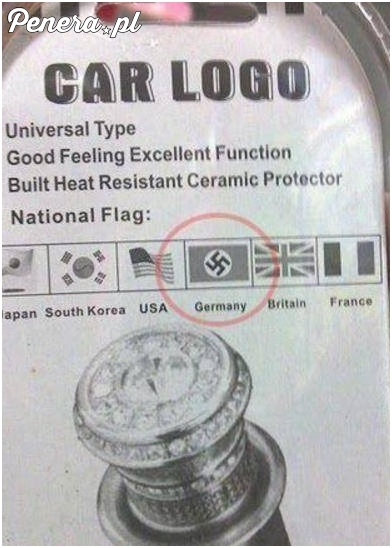 Penera.pl
CAR LOGO
Universal Type
Good Feeling Excellent Function
Built Heat Resistant Ceramic Protector
National Flag:
apan South Korea USA Germany Britain France